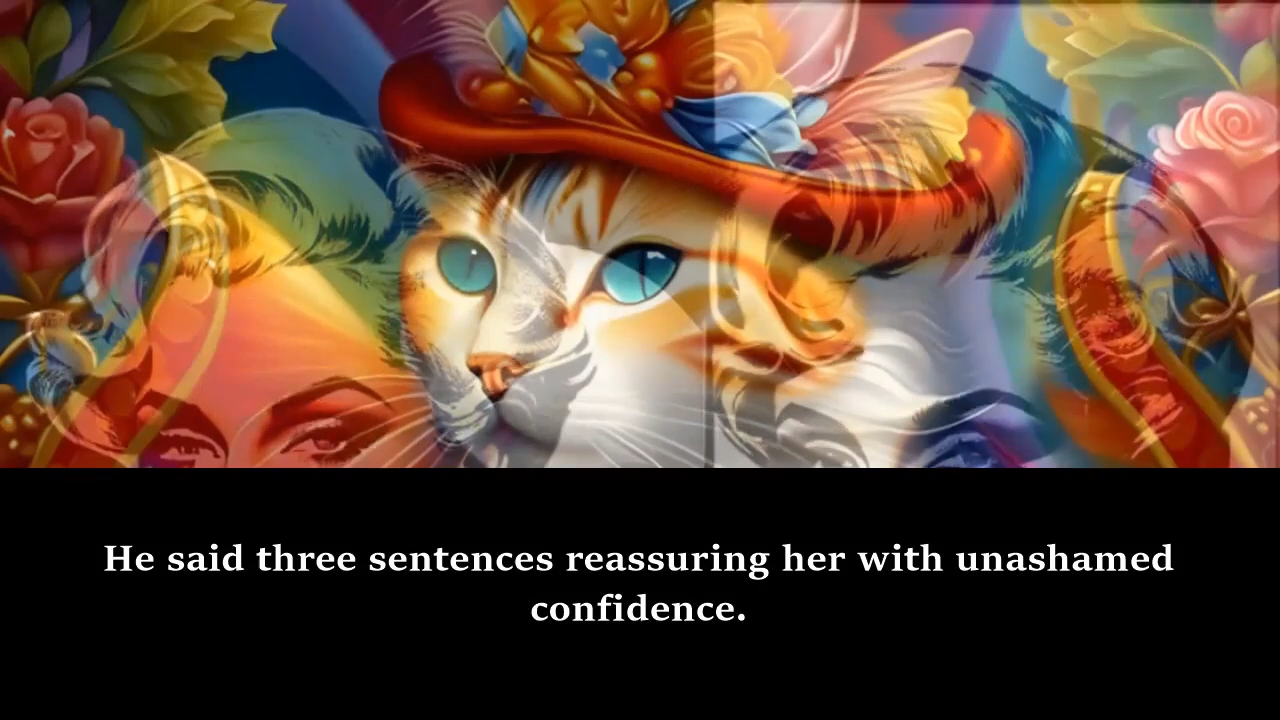 He said three sentences reassuring her with unashamed
confidence.